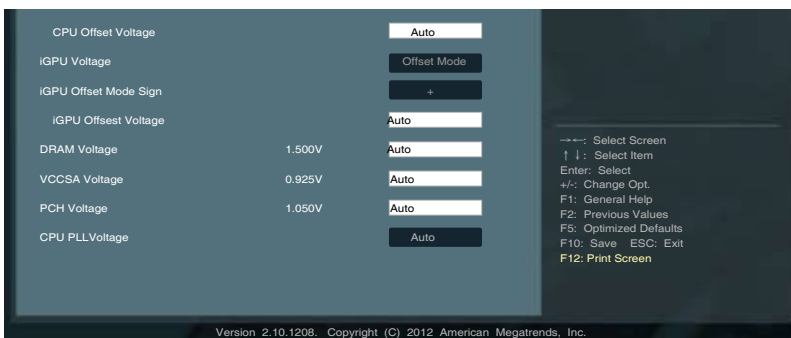 CPU Offset Voltage Auto
iGPU Voltage Offset Mode
iGPU Offset Mode Sign +
iGPU Offsest Voltage Auto
DRAM Voltage 1.500V Auto
VCCSA Voltage 0.925V Auto
PCH Voltage 1.050V Auto
CPU PLLVoltage Auto
→←: Select Screen
↑↓: Select Item
Enter: Select
+/-: Change Opt.
F1: General Help
F2: Previous Values
F5: Optimized Defaults
F10: Save ESC: Exit
F12: Print Screen
Version 2.10.1208. Copyright (C) 2012 American Megatrends, Inc.